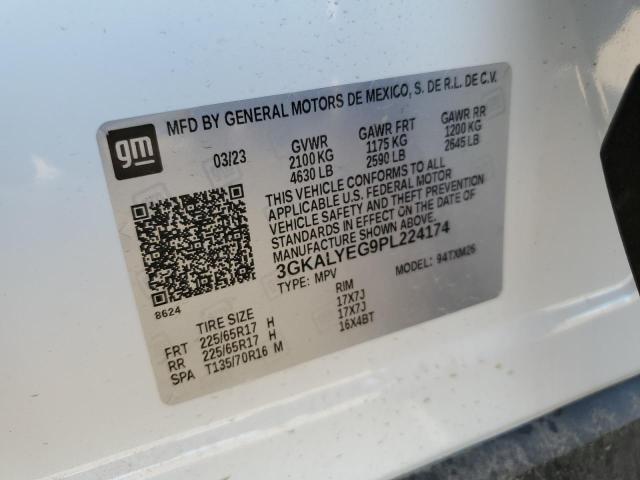 MFD BY GENERAL MOTORS DE MEXICO, S. DE R.L. DE C.V.
gm
03/23 GVWR GAWR FRT GAWR RR
2100 KG 1175 KG 1200 KG
4630 LB 2590 LB 2645 LB
THIS VEHICLE CONFORMS TO ALL
APPLICABLE U.S. FEDERAL MOTOR
VEHICLE SAFETY AND THEFT PREVENTION
STANDARDS IN EFFECT ON THE DATE OF
MANUFACTURE SHOWN ABOVE.
3GKALYEG9PL224174
TYPE: MPV MODEL: 94TXM26
8624
TIRE SIZE RIM
FRT 225/65R17 H 17X7J
RR 225/65R17 H 17X7J
SPA T135/70R16 M 16X4BT